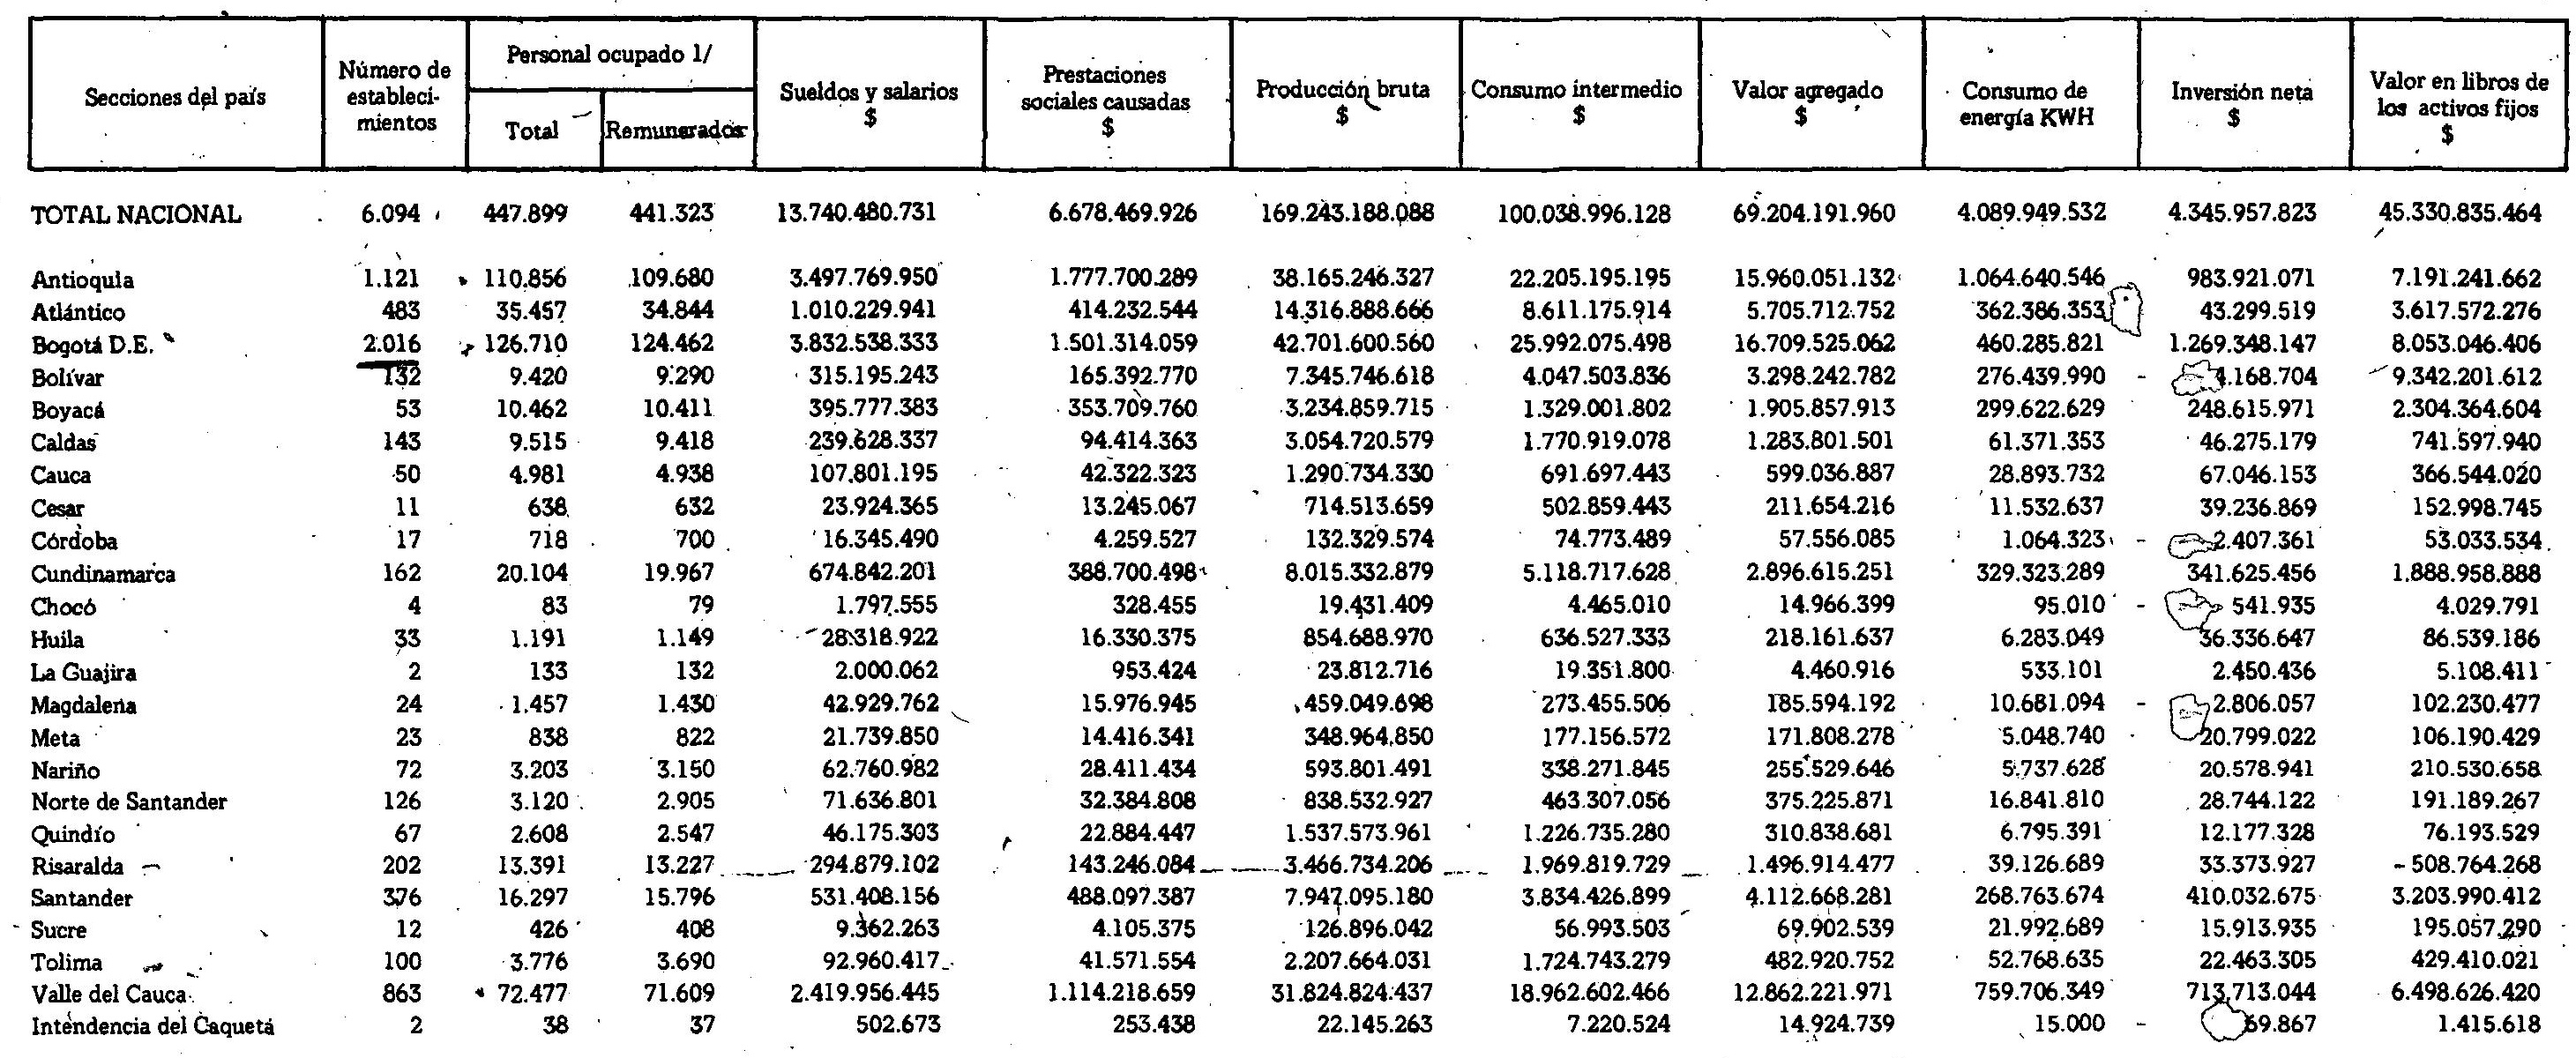 Secciones del país Número de estableci-mientos Personal ocupado 1/ Total Remunerados Sueldos y salarios $ Prestaciones sociales causadas $ Producción bruta $ Consumo intermedio $ Valor agregado $ Consumo de energía KWH Inversión neta $ Valor en libros de los activos fijos $
TOTAL NACIONAL 6.094 447.899 441.323 13.740.480.731 6.678.469.926 169.243.188.088 100.038.996.128 69.204.191.960 4.089.949.532 4.345.957.823 45.330.835.464
Antioquia 1.121 110.856 109.680 3.497.769.950 1.777.700.289 38.165.246.327 22.205.195.195 15.960.051.132 1.064.640.546 983.921.071 7.191.241.662
Atlántico 483 35.457 34.844 1.010.229.941 414.232.544 14.316.888.666 8.611.175.914 5.705.712.752 362.386.353 43.299.519 3.617.572.276
Bogotá D.E. 2.016 126.710 124.462 3.832.538.333 1.501.314.059 42.701.600.560 25.992.075.498 16.709.525.062 460.285.821 1.269.348.147 8.053.046.406
Bolívar 132 9.420 9.290 315.195.243 165.392.770 7.345.746.618 4.047.503.836 3.298.242.782 276.439.990 - 4.168.704 9.342.201.612
Boyacá 53 10.462 10.411 395.777.383 353.709.760 3.234.859.715 1.329.001.802 1.905.857.913 299.622.629 248.615.971 2.304.364.604
Caldas 143 9.515 9.418 239.628.337 94.414.363 3.054.720.579 1.770.919.078 1.283.801.501 61.371.353 46.275.179 741.597.940
Cauca 50 4.981 4.938 107.801.195 42.322.323 1.290.734.330 691.697.443 599.036.887 28.893.732 67.046.153 366.544.020
Cesar 11 638 632 23.924.365 13.245.067 714.513.659 502.859.443 211.654.216 11.532.637 39.236.869 152.998.745
Córdoba 17 718 700 16.345.490 4.259.527 132.329.574 74.773.489 57.556.085 1.064.323 - 2.407.361 53.033.534
Cundinamarca 162 20.104 19.967 674.842.201 388.700.498 8.015.332.879 5.118.717.628 2.896.615.251 329.323.289 341.625.456 1.888.958.888
Chocó 4 83 79 1.797.555 328.455 19.431.409 4.465.010 14.966.399 95.010 - 541.935 4.029.791
Huila 33 1.191 1.149 28.318.922 16.330.375 854.688.970 636.527.333 218.161.637 6.283.049 36.336.647 86.539.186
La Guajira 2 133 132 2.000.062 953.424 23.812.716 19.351.800 4.460.916 533.101 2.450.436 5.108.411
Magdalena 24 1.457 1.430 42.929.762 15.976.945 459.049.698 273.455.506 185.594.192 10.681.094 - 2.806.057 102.230.477
Meta 23 838 822 21.739.850 14.416.341 348.964.850 177.156.572 171.808.278 5.048.740 - 20.799.022 106.190.429
Nariño 72 3.203 3.150 62.760.982 28.411.434 593.801.491 338.271.845 255.529.646 5.737.628 20.578.941 210.530.658
Norte de Santander 126 3.120 2.905 71.636.801 32.384.808 838.532.927 463.307.056 375.225.871 16.841.810 28.744.122 191.189.267
Quindío 67 2.608 2.547 46.175.303 22.884.447 1.537.573.961 1.226.735.280 310.838.681 6.795.391 12.177.328 76.193.529
Risaralda 202 13.391 13.227 294.879.102 143.246.084 3.466.734.206 1.969.819.729 1.496.914.477 39.126.689 33.373.927 508.764.268
Santander 376 16.297 15.796 531.408.156 488.097.387 7.947.095.180 3.834.426.899 4.112.668.281 268.763.674 410.032.675 3.203.990.412
Sucre 12 426 408 9.362.263 4.105.375 126.896.042 56.993.503 69.902.539 21.992.689 15.913.935 195.057.290
Tolima 100 3.776 3.690 92.960.417 41.571.554 2.207.664.031 1.724.743.279 482.920.752 52.768.635 22.463.305 429.410.021
Valle del Cauca 863 72.477 71.609 2.419.956.445 1.114.218.659 31.824.824.437 18.962.602.466 12.862.221.971 759.706.349 713.713.044 6.498.626.420
Intendencia del Caquetá 2 38 37 502.673 253.438 22.145.263 7.220.524 14.924.739 15.000 - 69.867 1.415.618